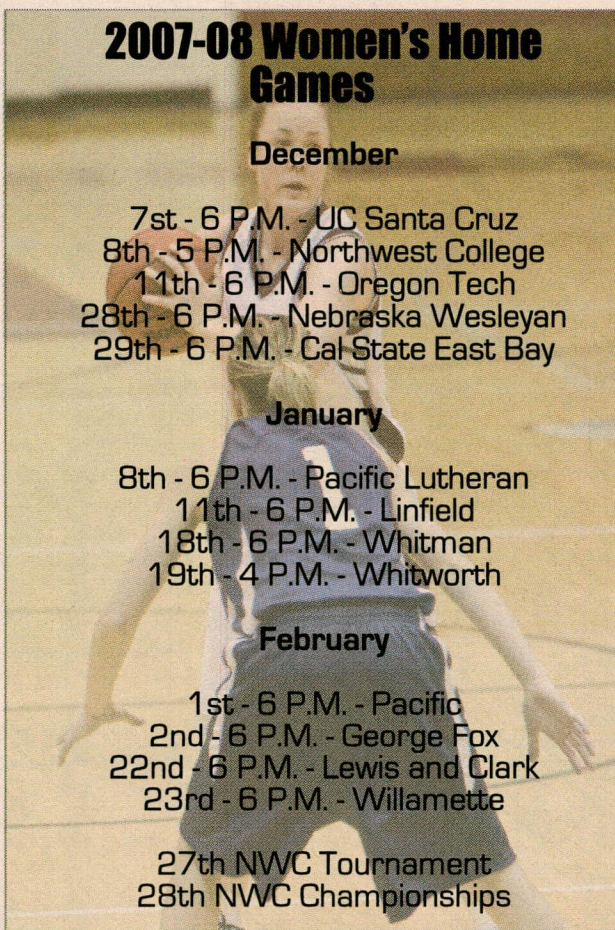 2007-08 Women's Home
Games
December
7st - 6 P.M. - UC Santa Cruz
8th - 5 P.M. - Northwest College
11th - 6 P.M. - Oregon Tech
28th - 6 P.M. - Nebraska Wesleyan
29th - 6 P.M. - Cal State East Bay
January
8th - 6 P.M. - Pacific Lutheran
11th - 6 P.M. - Linfield
18th - 6 P.M. - Whitman
19th - 4 P.M. - Whitworth
1
February
1st - 6 P.M. - Pacific
2nd - 6 P.M. - George Fox
22nd - 6 P.M. - Lewis and Clark
23rd - 6 P.M. - Willamette
27th NWC Tournament
28th NWC Championships